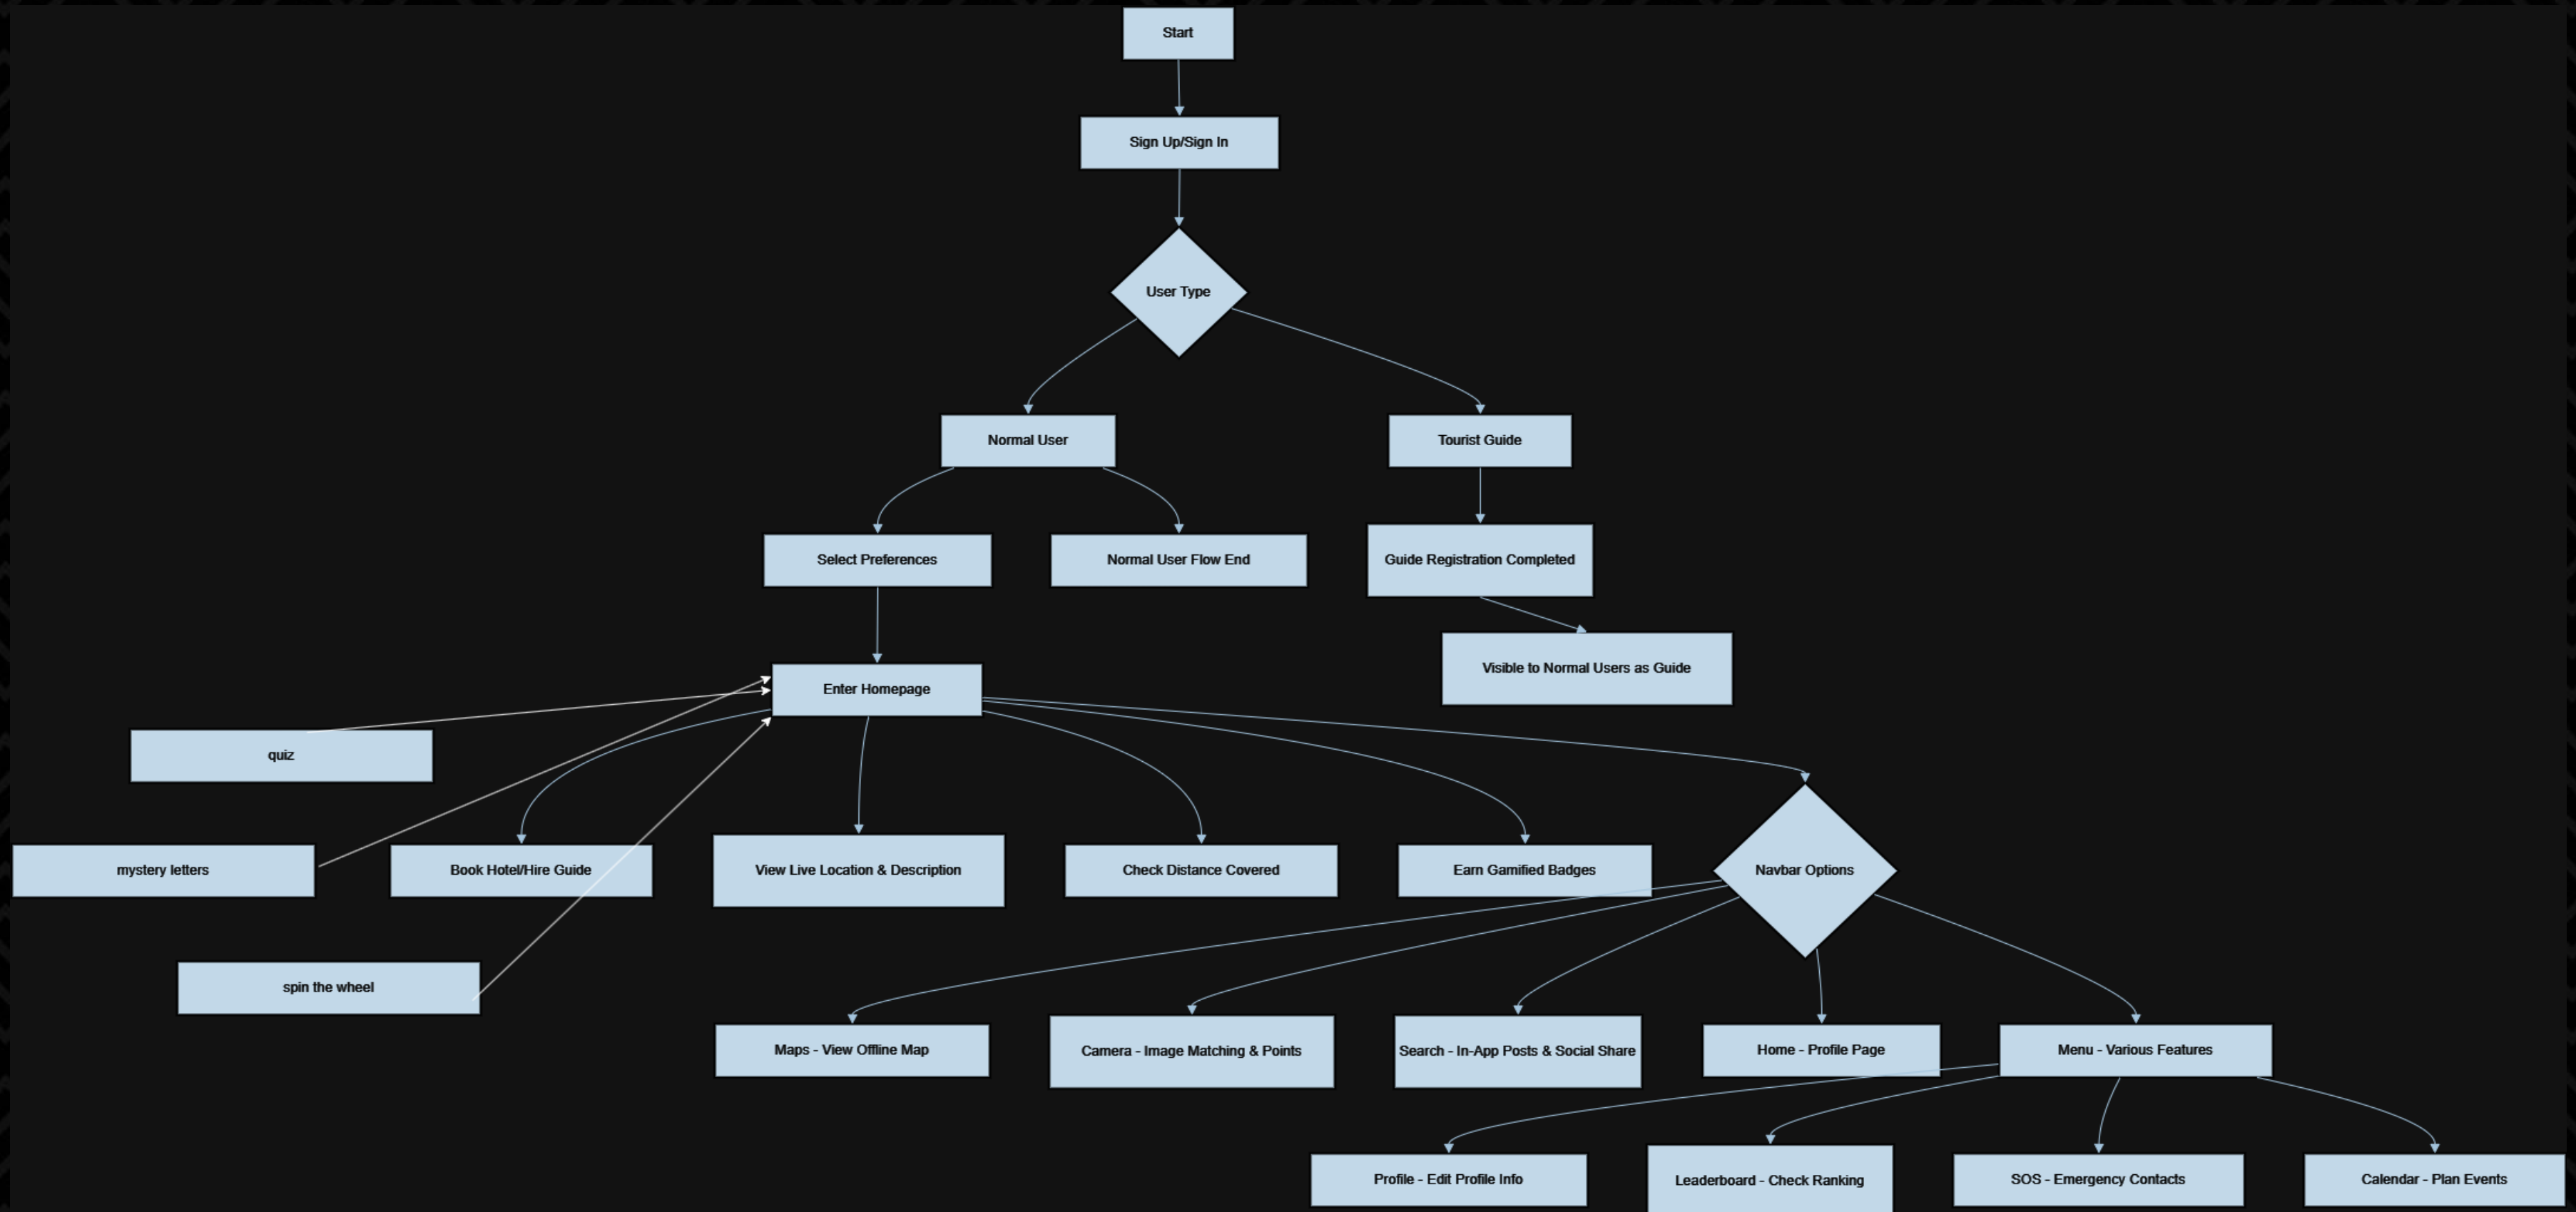 Start
Sign Up/Sign In
User Type
Normal User
Tourist Guide
Select Preferences
Normal User Flow End
Guide Registration Completed
Visible to Normal Users as Guide
Enter Homepage
quiz
mystery letters
Book Hotel/Hire Guide
View Live Location & Description
Check Distance Covered
Earn Gamified Badges
Navbar Options
spin the wheel
Maps - View Offline Map
Camera - Image Matching & Points
Search - In-App Posts & Social Share
Home - Profile Page
Menu - Various Features
Profile - Edit Profile Info
Leaderboard - Check Ranking
SOS - Emergency Contacts
Calendar - Plan Events